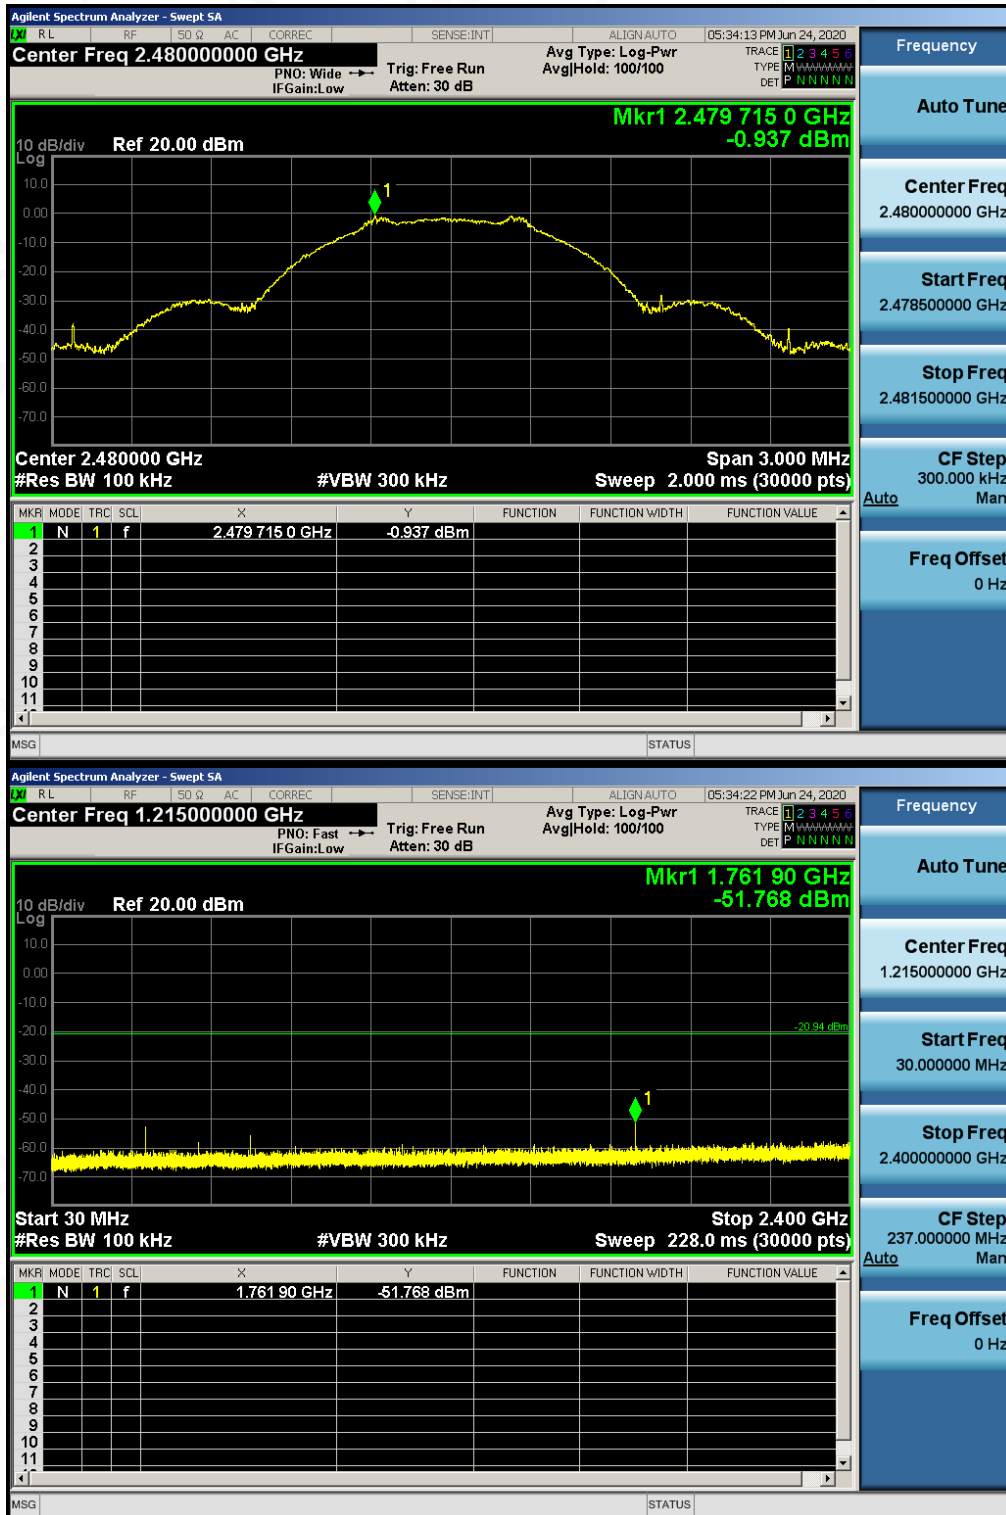 Agilent Spectrum Analyzer - Swept SA
LXI RL RF 50 Ω AC CORREC SENSE:INT ALIGN AUTO 05:34:13 PM Jun 24, 2020
Center Freq 2.480000000 GHz
PNO: Wide
IFGain:Low
Trig: Free Run
Atten: 30 dB
Avg Type: Log-Pwr
Avg|Hold: 100/100
TRACE 1 2 3 4 5 6
TYPE M W W W W W
DET P N N N N N
Mkr1 2.479 715 0 GHz
-0.937 dBm
10 dB/div Ref 20.00 dBm
Log
10.0
0.00
-10.0
-20.0
-30.0
-40.0
-50.0
-60.0
-70.0
1
Center 2.480000 GHz Span 3.000 MHz
#Res BW 100 kHz #VBW 300 kHz Sweep 2.000 ms (30000 pts)
MKR MODE TRC SCL X Y FUNCTION FUNCTION WIDTH FUNCTION VALUE
1 N 1 f 2.479 715 0 GHz -0.937 dBm
2
3
4
5
6
7
8
9
10
11
MSG STATUS
Frequency
Auto Tune
Center Freq
2.480000000 GHz
Start Freq
2.478500000 GHz
Stop Freq
2.481500000 GHz
CF Step
300.000 kHz
Auto Man
Freq Offset
0 Hz
Agilent Spectrum Analyzer - Swept SA
LXI RL RF 50 Ω AC CORREC SENSE:INT ALIGN AUTO 05:34:22 PM Jun 24, 2020
Center Freq 1.215000000 GHz
PNO: Fast
IFGain:Low
Trig: Free Run
Atten: 30 dB
Avg Type: Log-Pwr
Avg|Hold: 100/100
TRACE 1 2 3 4 5 6
TYPE M W W W W W
DET P N N N N N
Mkr1 1.761 90 GHz
-51.768 dBm
10 dB/div Ref 20.00 dBm
Log
10.0
0.00
-10.0
-20.0
-30.0
-40.0
-50.0
-60.0
-70.0
-20.94 dBm
1
Start 30 MHz Stop 2.400 GHz
#Res BW 100 kHz #VBW 300 kHz Sweep 228.0 ms (30000 pts)
MKR MODE TRC SCL X Y FUNCTION FUNCTION WIDTH FUNCTION VALUE
1 N 1 f 1.761 90 GHz -51.768 dBm
2
3
4
5
6
7
8
9
10
11
MSG STATUS
Frequency
Auto Tune
Center Freq
1.215000000 GHz
Start Freq
30.000000 MHz
Stop Freq
2.400000000 GHz
CF Step
237.000000 MHz
Auto Man
Freq Offset
0 Hz